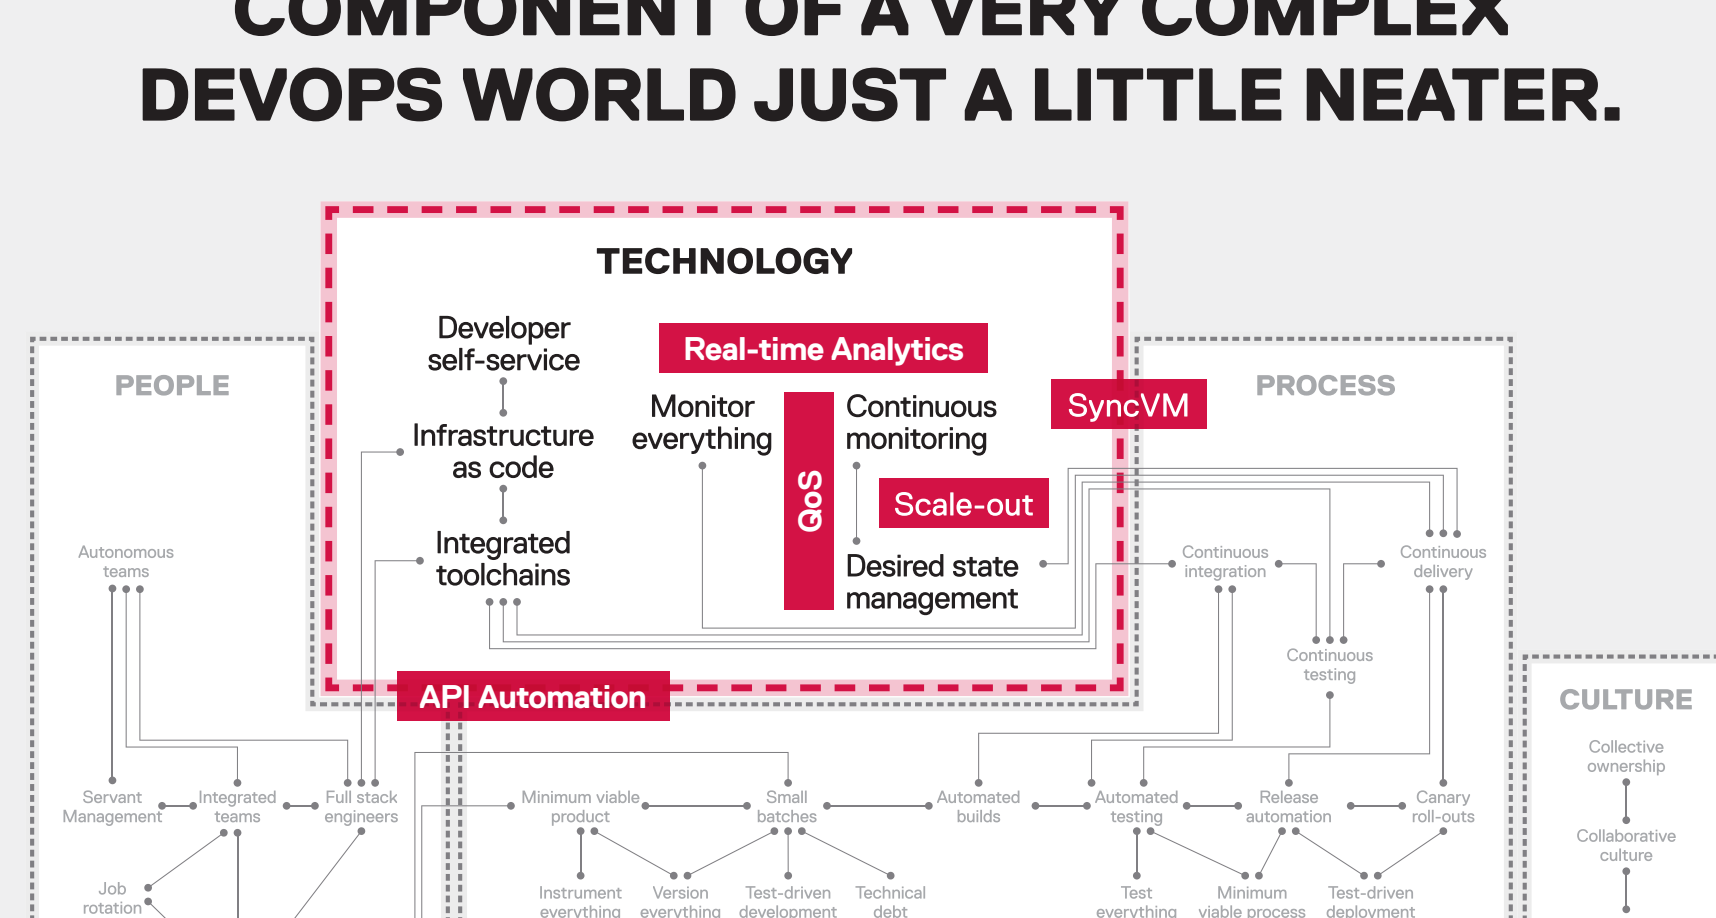 COMPONENT OF A VERY COMPLEX
DEVOPS WORLD JUST A LITTLE NEATER.
TECHNOLOGY
Developer
self-service
Infrastructure
as code
Integrated
toolchains
Real-time Analytics
Monitor
everything
QoS
Continuous
monitoring
Scale-out
Desired state
management
SyncVM
API Automation
PEOPLE
Autonomous
teams
Servant
Management
Integrated
teams
Full stack
engineers
Job
rotation
PROCESS
Continuous
integration
Continuous
delivery
Continuous
testing
Minimum viable
product
Small
batches
Automated
builds
Automated
testing
Release
automation
Canary
roll-outs
Instrument
everything
Version
everything
Test-driven
development
Technical
debt
Test
everything
Minimum
viable process
Test-driven
deployment
CULTURE
Collective
ownership
Collaborative
culture